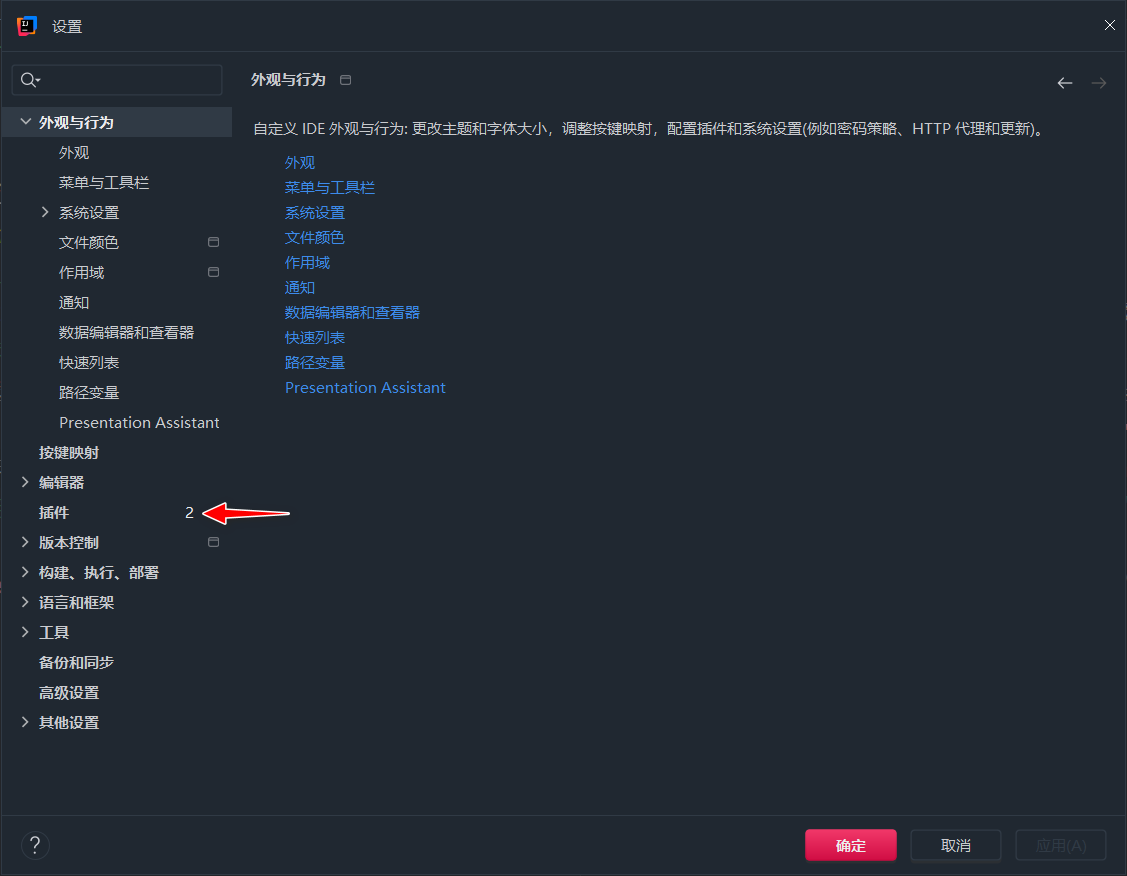 设置
外观与行为
外观
菜单与工具栏
系统设置
文件颜色
作用域
通知
数据编辑器和查看器
快速列表
路径变量
Presentation Assistant
按键映射
编辑器
插件 2
版本控制
构建、执行、部署
语言和框架
工具
备份和同步
高级设置
其他设置
外观与行为
自定义 IDE 外观与行为: 更改主题和字体大小，调整按键映射，配置插件和系统设置(例如密码策略、HTTP 代理和更新)。
外观
菜单与工具栏
系统设置
文件颜色
作用域
通知
数据编辑器和查看器
快速列表
路径变量
Presentation Assistant
?
确定
取消
应用(A)